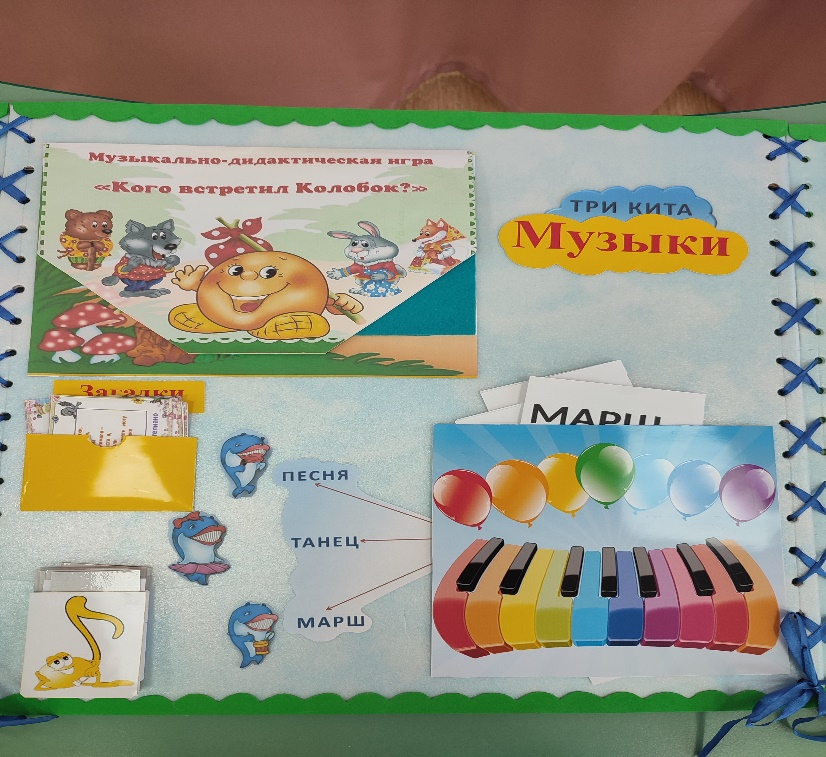 Музыкально-дидактическая игра
«Кого встретил Колобок?»
ТРИ КИТА
Музыки
Загадки
МАРШ
ПЕСНЯ
ТАНЕЦ
МАРШ